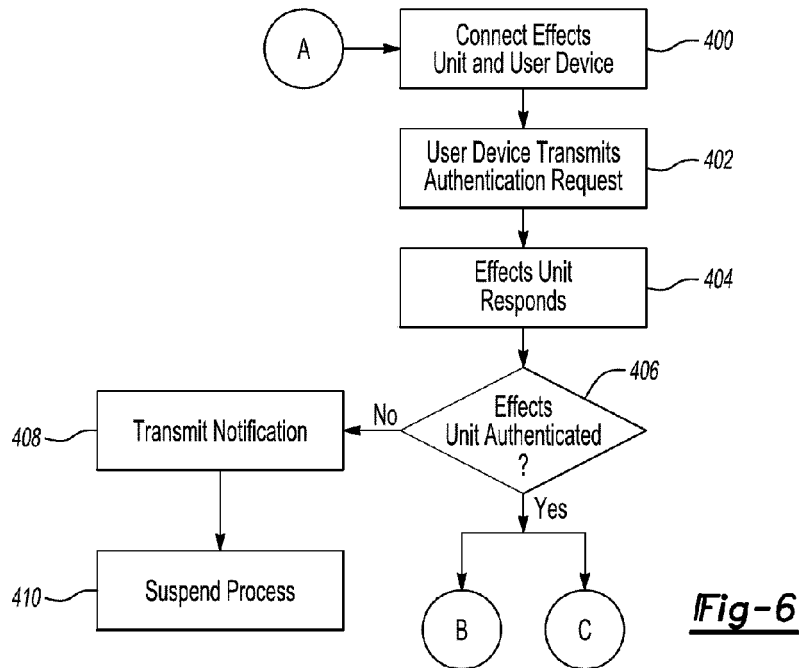 A
Connect Effects
Unit and User Device
400
User Device Transmits
Authentication Request
402
Effects Unit
Responds
404
406
Effects
Unit Authenticated
?
No
Transmit Notification
408
Yes
Suspend Process
410
B
C
Fig-6